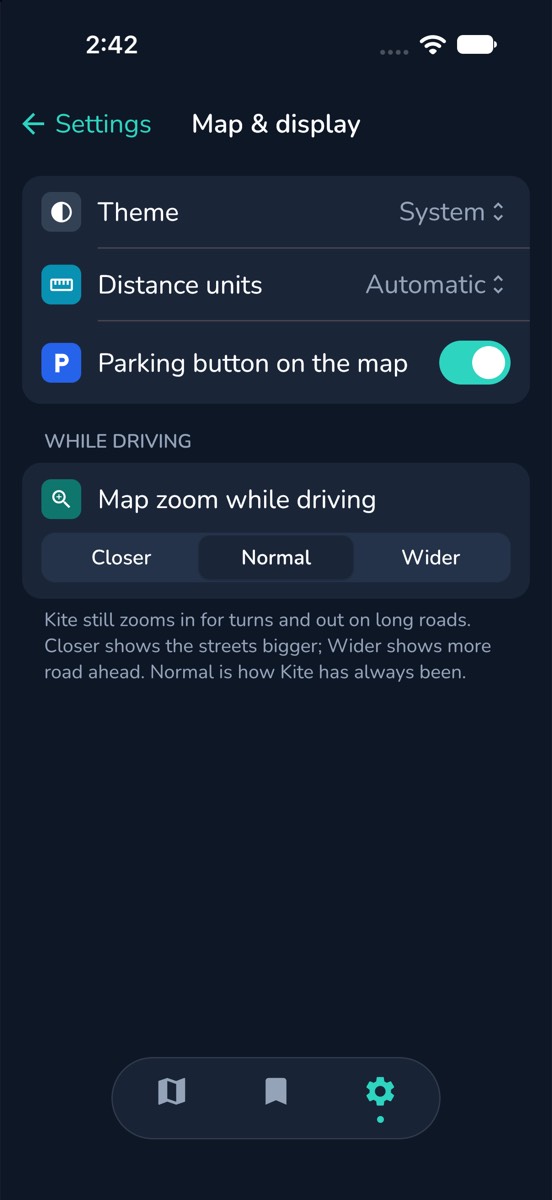 2:42
Settings
Map & display
Theme
System
Distance units
Automatic
P
Parking button on the map
WHILE DRIVING
Map zoom while driving
Closer
Normal
Wider
Kite still zooms in for turns and out on long roads.
Closer shows the streets bigger; Wider shows more
road ahead. Normal is how Kite has always been.